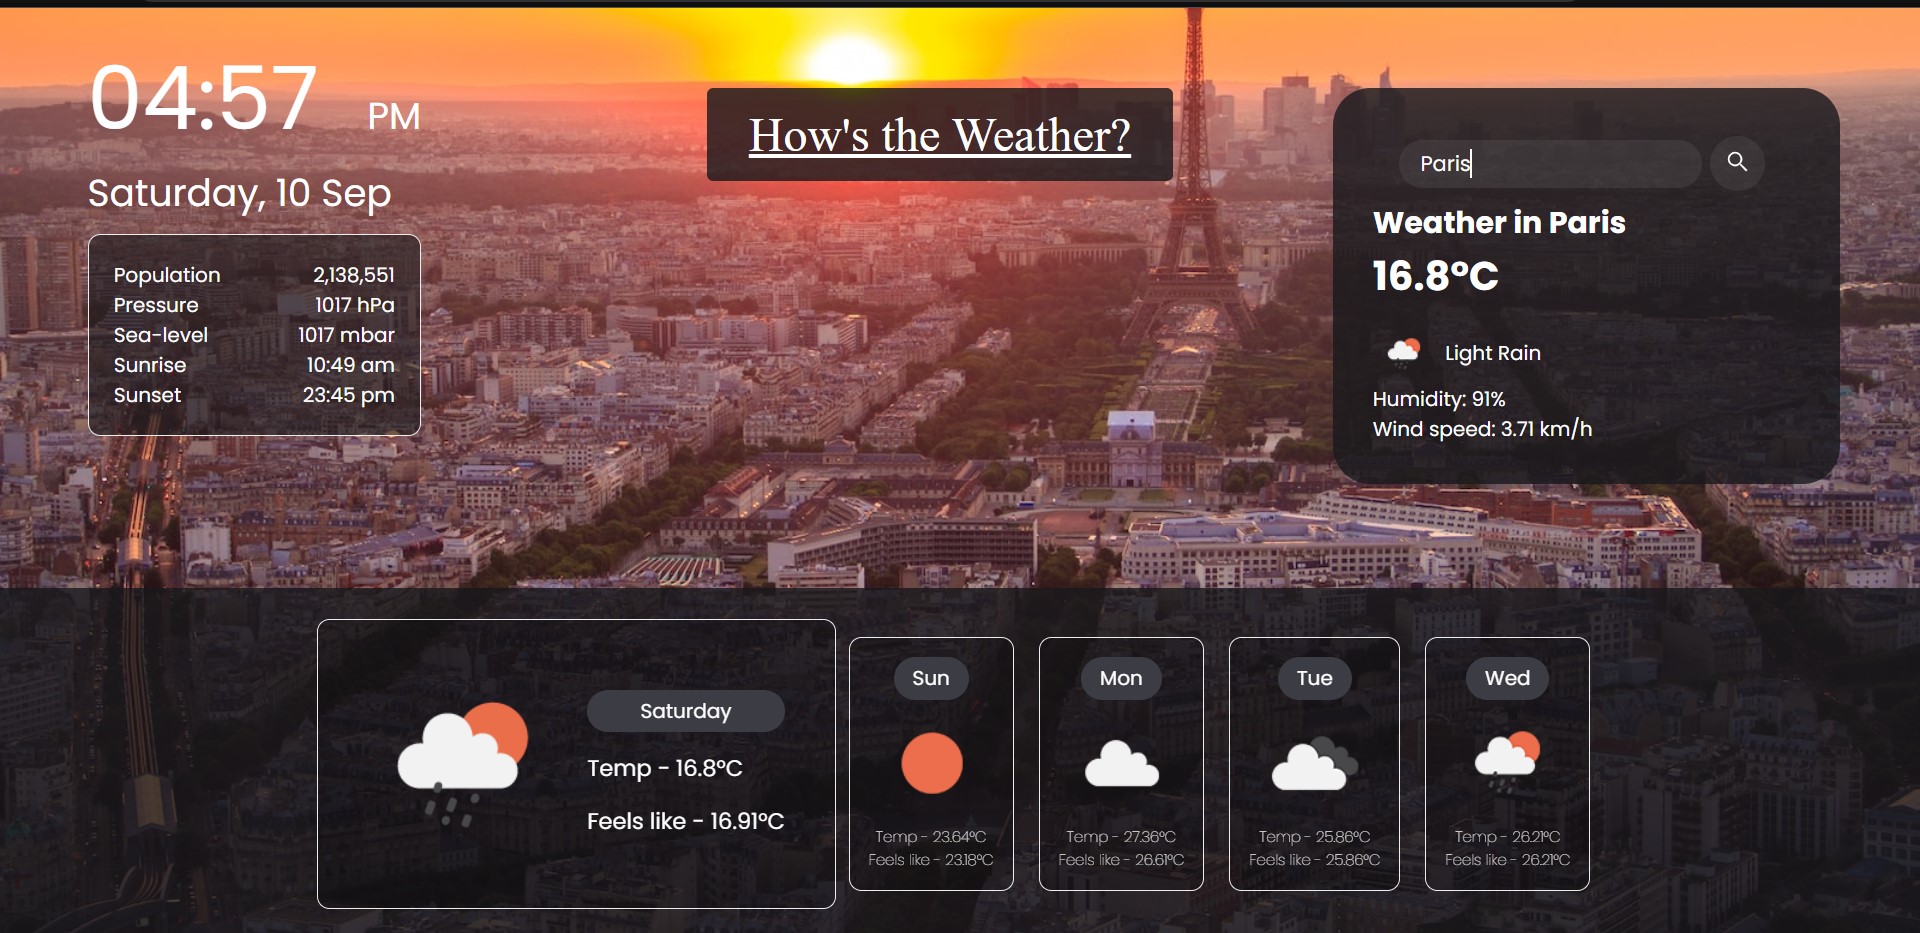 04:57 PM
Saturday, 10 Sep
Population 2,138,551
Pressure 1017 hPa
Sea-level 1017 mbar
Sunrise 10:49 am
Sunset 23:45 pm
How's the Weather?
Paris
Weather in Paris
16.8°C
Light Rain
Humidity: 91%
Wind speed: 3.71 km/h
Saturday
Temp - 16.8°C
Feels like - 16.91°C
Sun
Temp - 23.64°C
Feels like - 23.18°C
Mon
Temp - 27.36°C
Feels like - 26.61°C
Tue
Temp - 25.86°C
Feels like - 25.86°C
Wed
Temp - 26.21°C
Feels like - 26.21°C